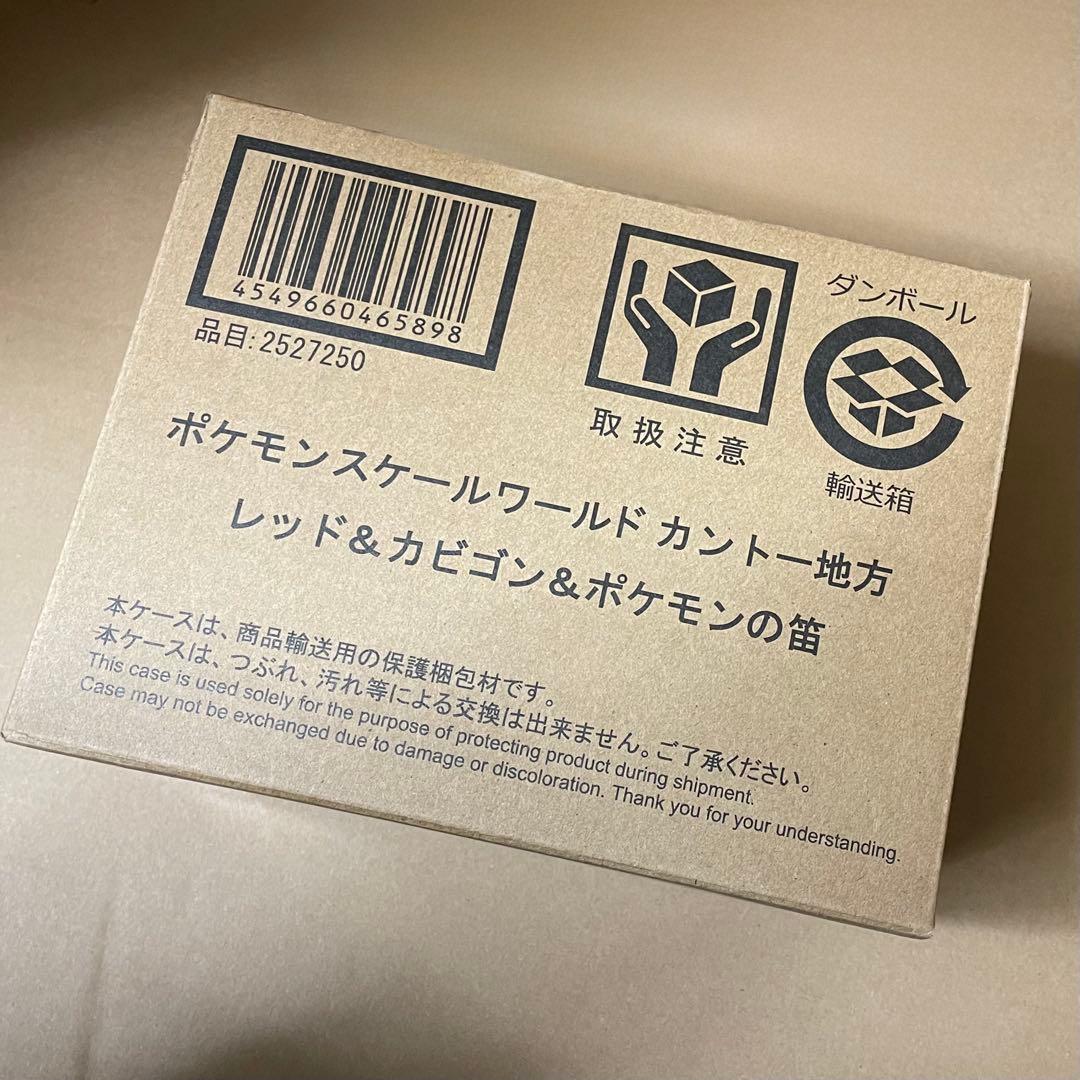 4549660465898
品目:2527250
取扱注意
ダンボール
輸送箱
ポケモンスケールワールド カントー地方
レッド&カビゴン&ポケモンの笛
本ケースは、商品輸送用の保護梱包材です。
本ケースは、つぶれ、汚れ等による交換は出来ません。ご了承ください。
This case is used solely for the purpose of protecting product during shipment.
Case may not be exchanged due to damage or discoloration. Thank you for your understanding.